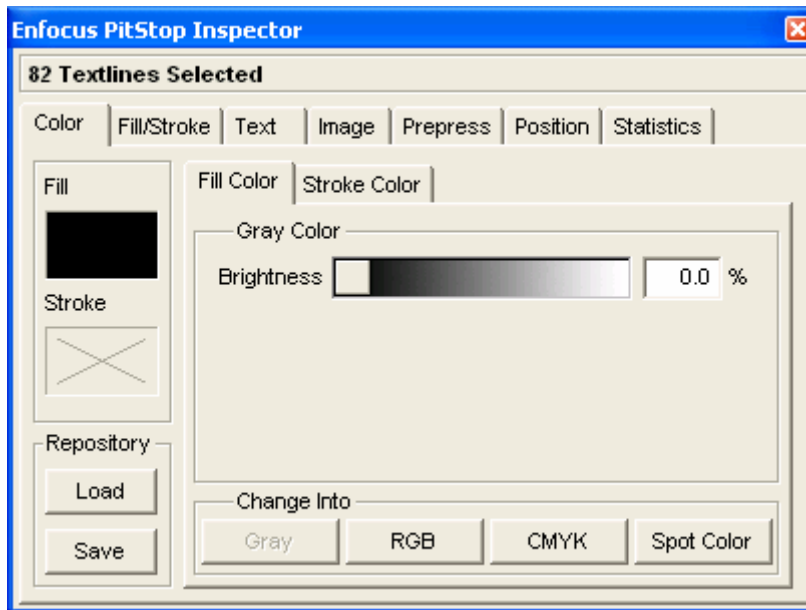 Enfocus PitStop Inspector
82 Textlines Selected
Color Fill/Stroke Text Image Prepress Position Statistics
Fill
Stroke
Repository
Load
Save
Fill Color Stroke Color
Gray Color
Brightness 0.0 %
Change Into
Gray RGB CMYK Spot Color